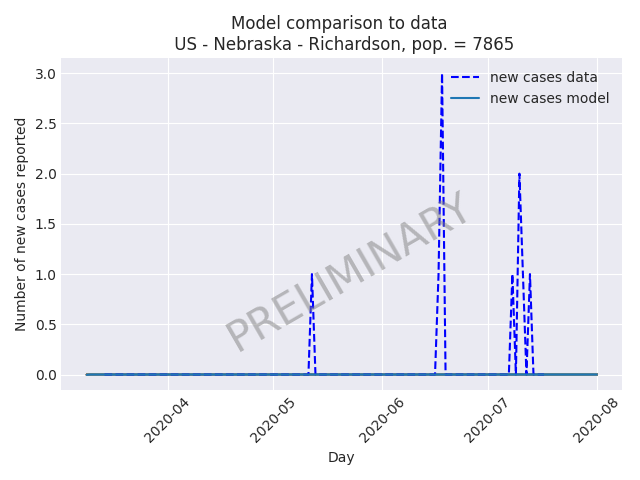 Model comparison to data
US - Nebraska - Richardson, pop. = 7865
new cases data
new cases model
Number of new cases reported
3.0
2.5
2.0
1.5
1.0
0.5
0.0
PRELIMINARY
2020-04
2020-05
2020-06
2020-07
2020-08
Day